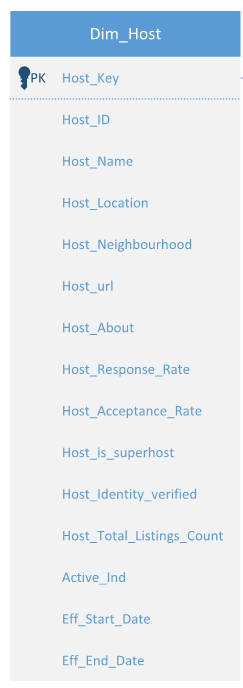 Dim_Host
PK Host_Key
Host_ID
Host_Name
Host_Location
Host_Neighbourhood
Host_url
Host_About
Host_Response_Rate
Host_Acceptance_Rate
Host_is_superhost
Host_Identity_verified
Host_Total_Listings_Count
Active_Ind
Eff_Start_Date
Eff_End_Date